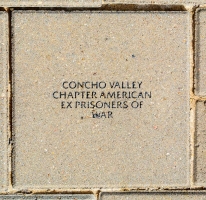 CONCHO VALLEY
CHAPTER AMERICAN
EX PRISONERS OF
WAR